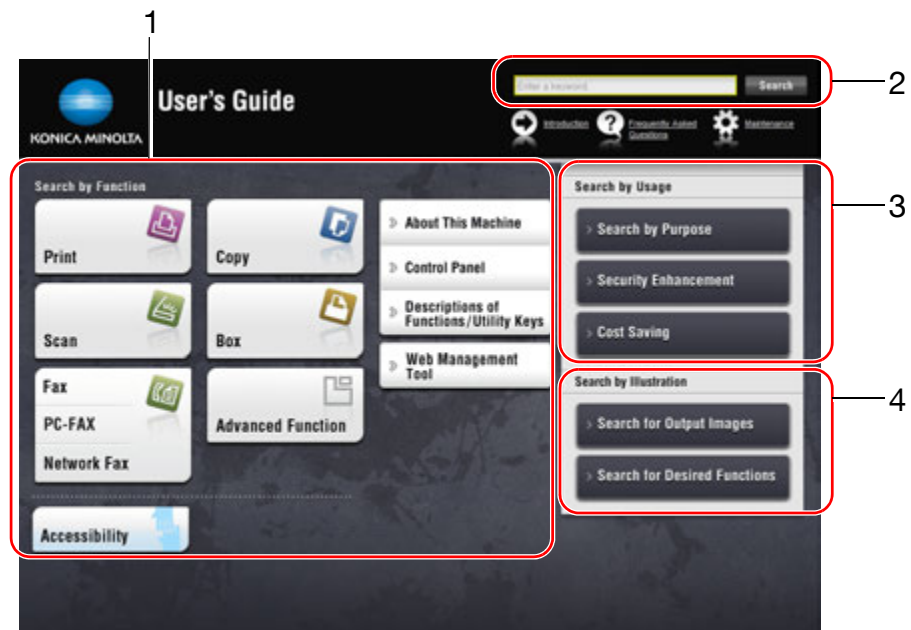 1
KONICA MINOLTA
User's Guide
Enter a keyword
Search
2
Introduction
Frequently Asked
Questions
Maintenance
Search by Function
Print
Copy
Scan
Box
Fax
PC-FAX
Network Fax
Advanced Function
Accessibility
About This Machine
Control Panel
Descriptions of
Functions/Utility Keys
Web Management
Tool
Search by Usage
3
Search by Purpose
Security Enhancement
Cost Saving
Search by Illustration
4
Search for Output Images
Search for Desired Functions